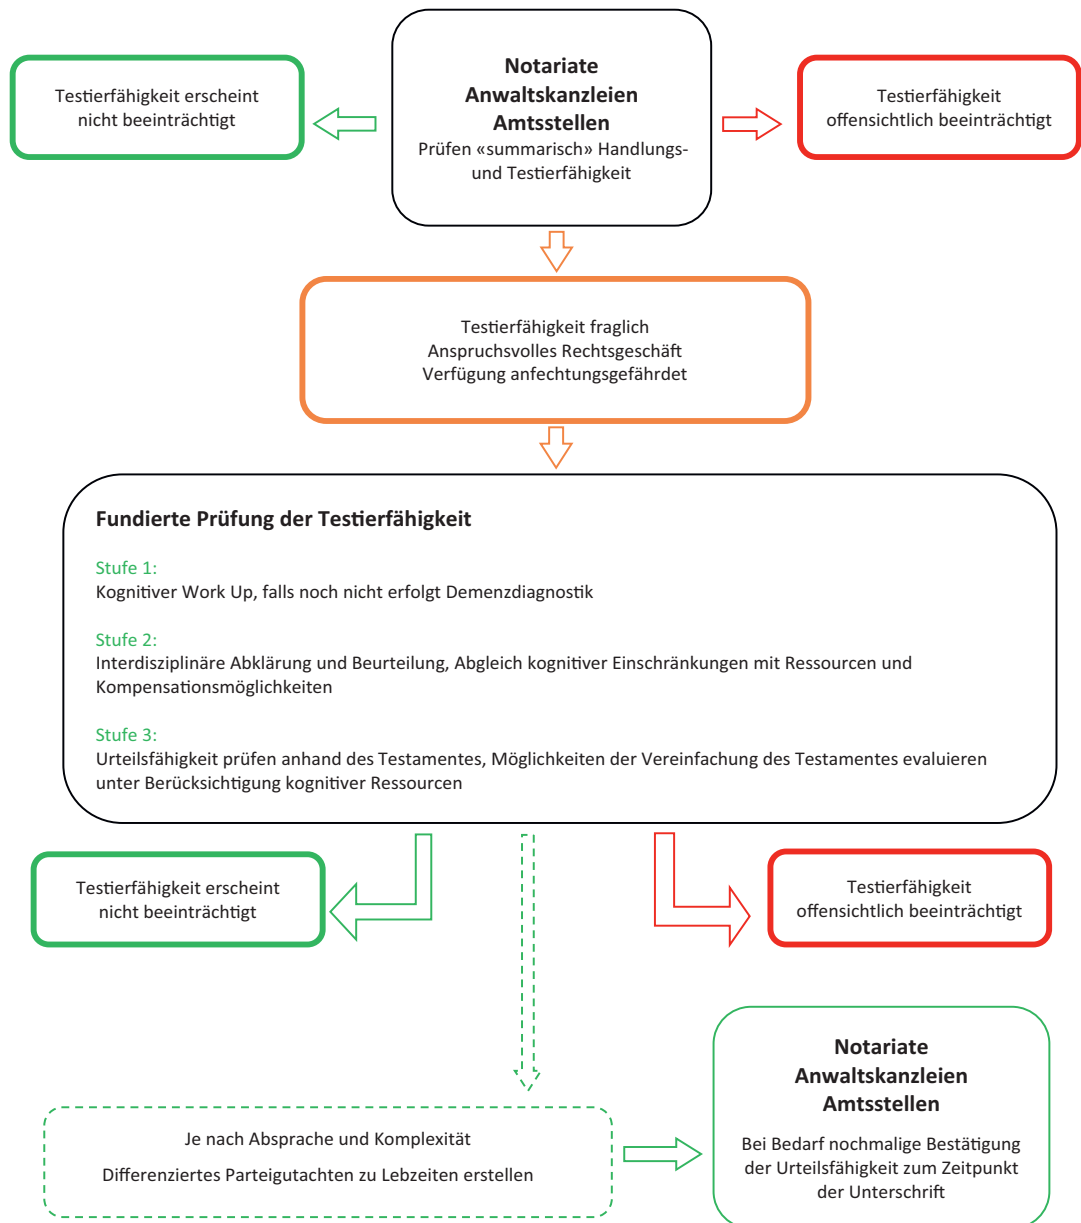 Notariate
Anwaltskanzleien
Amtsstellen
Prüfen «summarisch» Handlungs-
und Testierfähigkeit
Testierfähigkeit erscheint
nicht beeinträchtigt
Testierfähigkeit
offensichtlich beeinträchtigt
Testierfähigkeit fraglich
Anspruchsvolles Rechtsgeschäft
Verfügung anfechtungsgefährdet
Fundierte Prüfung der Testierfähigkeit
Stufe 1:
Kognitiver Work Up, falls noch nicht erfolgt Demenzdiagnostik
Stufe 2:
Interdisziplinäre Abklärung und Beurteilung, Abgleich kognitiver Einschränkungen mit Ressourcen und
Kompensationsmöglichkeiten
Stufe 3:
Urteilsfähigkeit prüfen anhand des Testamentes, Möglichkeiten der Vereinfachung des Testamentes evaluieren
unter Berücksichtigung kognitiver Ressourcen
Testierfähigkeit erscheint
nicht beeinträchtigt
Testierfähigkeit
offensichtlich beeinträchtigt
Je nach Absprache und Komplexität
Differenziertes Parteigutachten zu Lebzeiten erstellen
Notariate
Anwaltskanzleien
Amtsstellen
Bei Bedarf nochmalige Bestätigung
der Urteilsfähigkeit zum Zeitpunkt
der Unterschrift